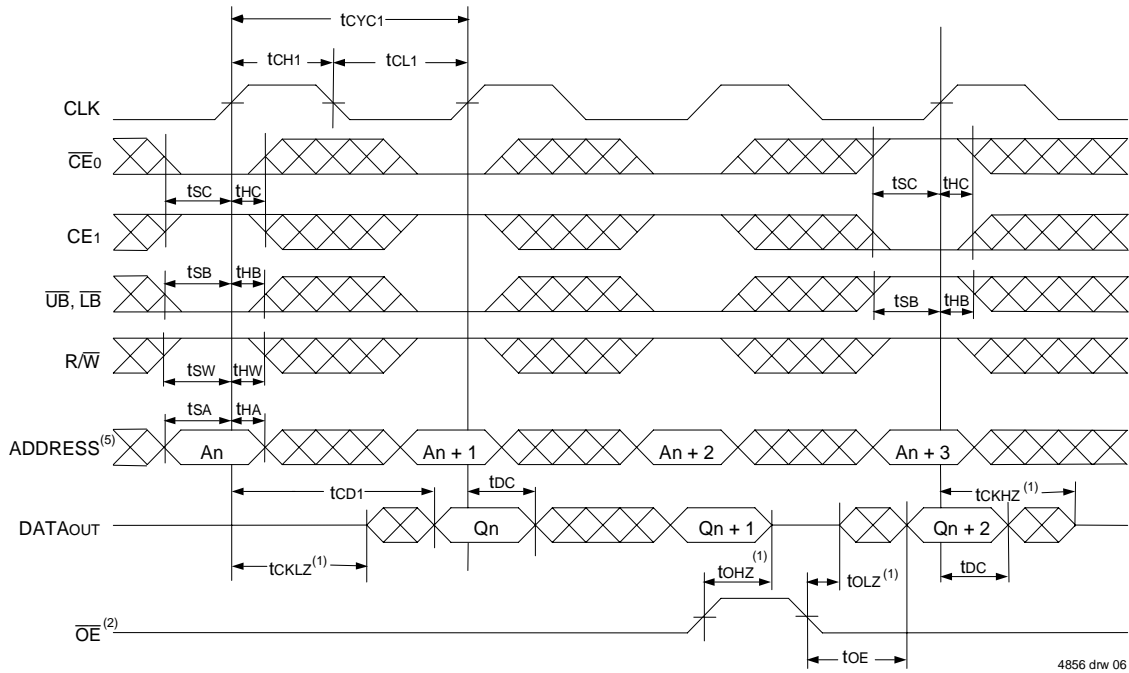 tCYC1
tCH1 tCL1
CLK
CE0
tSC tHC tSC tHC
CE1
tSB tHB
UB, LB
tSB tHB
R/W
tSW tHW
tSA tHA
ADDRESS(5) An An + 1 An + 2 An + 3
tCD1 tDC tCKHZ(1)
DATAOUT Qn Qn + 1 Qn + 2
tCKLZ(1) tOHZ(1) tOLZ(1) tDC
OE(2)
tOE
4856 drw 06